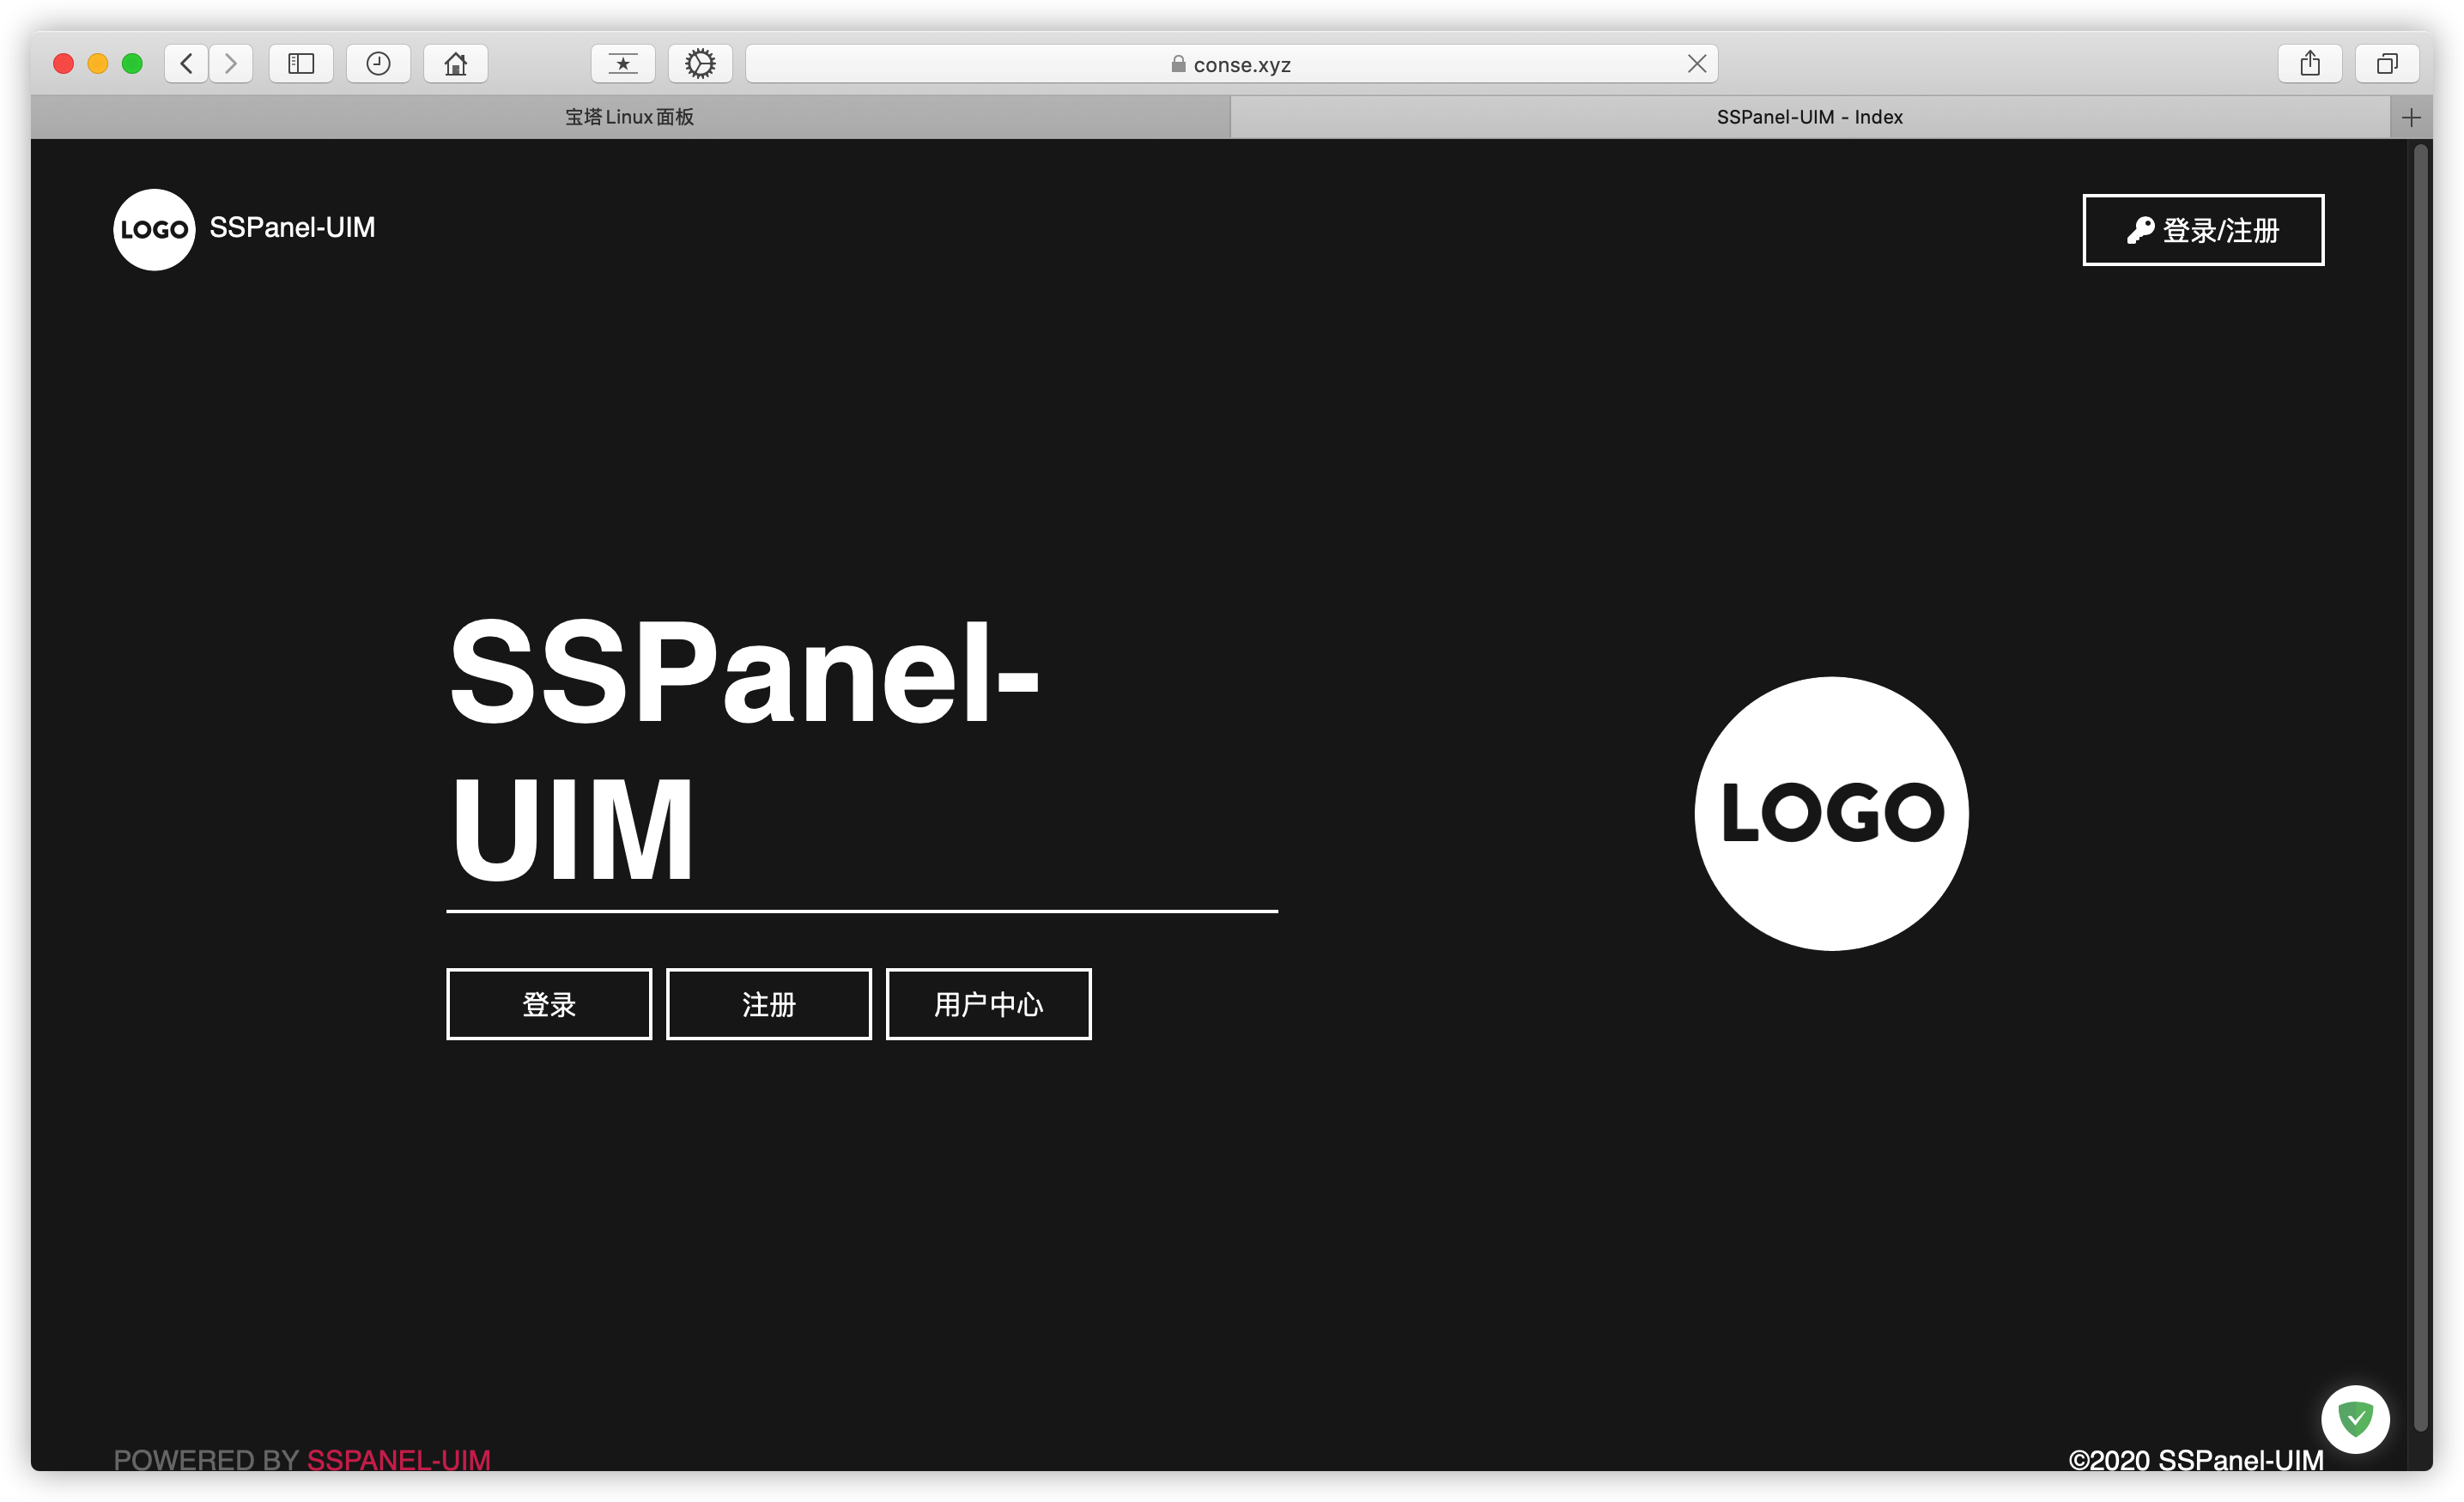 conse.xyz
宝塔Linux面板
SSPanel-UIM - Index
LOGO SSPanel-UIM
登录/注册
SSPanel-
UIM
LOGO
登录 注册 用户中心
POWERED BY SSPANEL-UIM
©2020 SSPanel-UIM